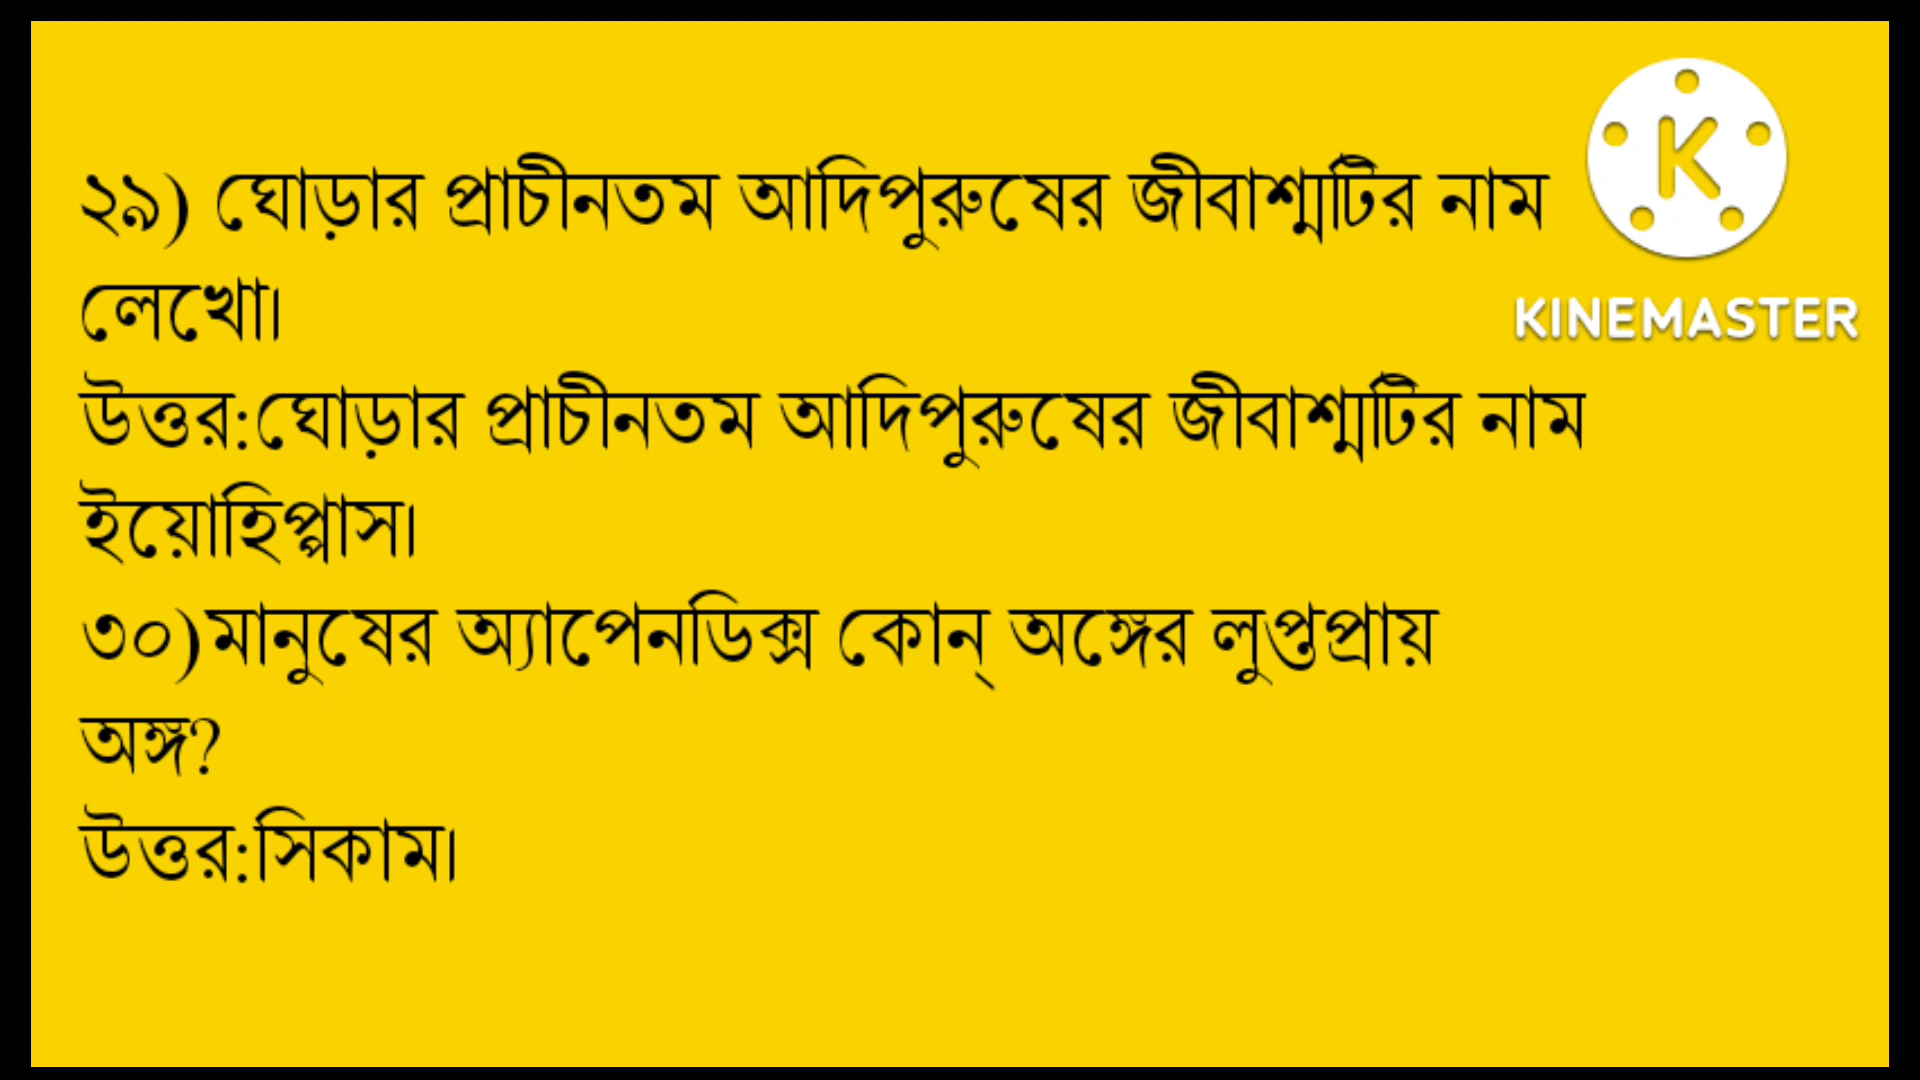 ২৯) ঘোড়ার প্রাচীনতম আদিপুরুষের জীবাশ্মটির নাম
লেখো।
উত্তর:ঘোড়ার প্রাচীনতম আদিপুরুষের জীবাশ্মটির নাম
ইয়োহিপ্পাস।
৩০)মানুষের অ্যাপেনডিক্স কোন্ অঙ্গের লুপ্তপ্রায়
অঙ্গ?
উত্তর:সিকাম।
K
KINEMASTER